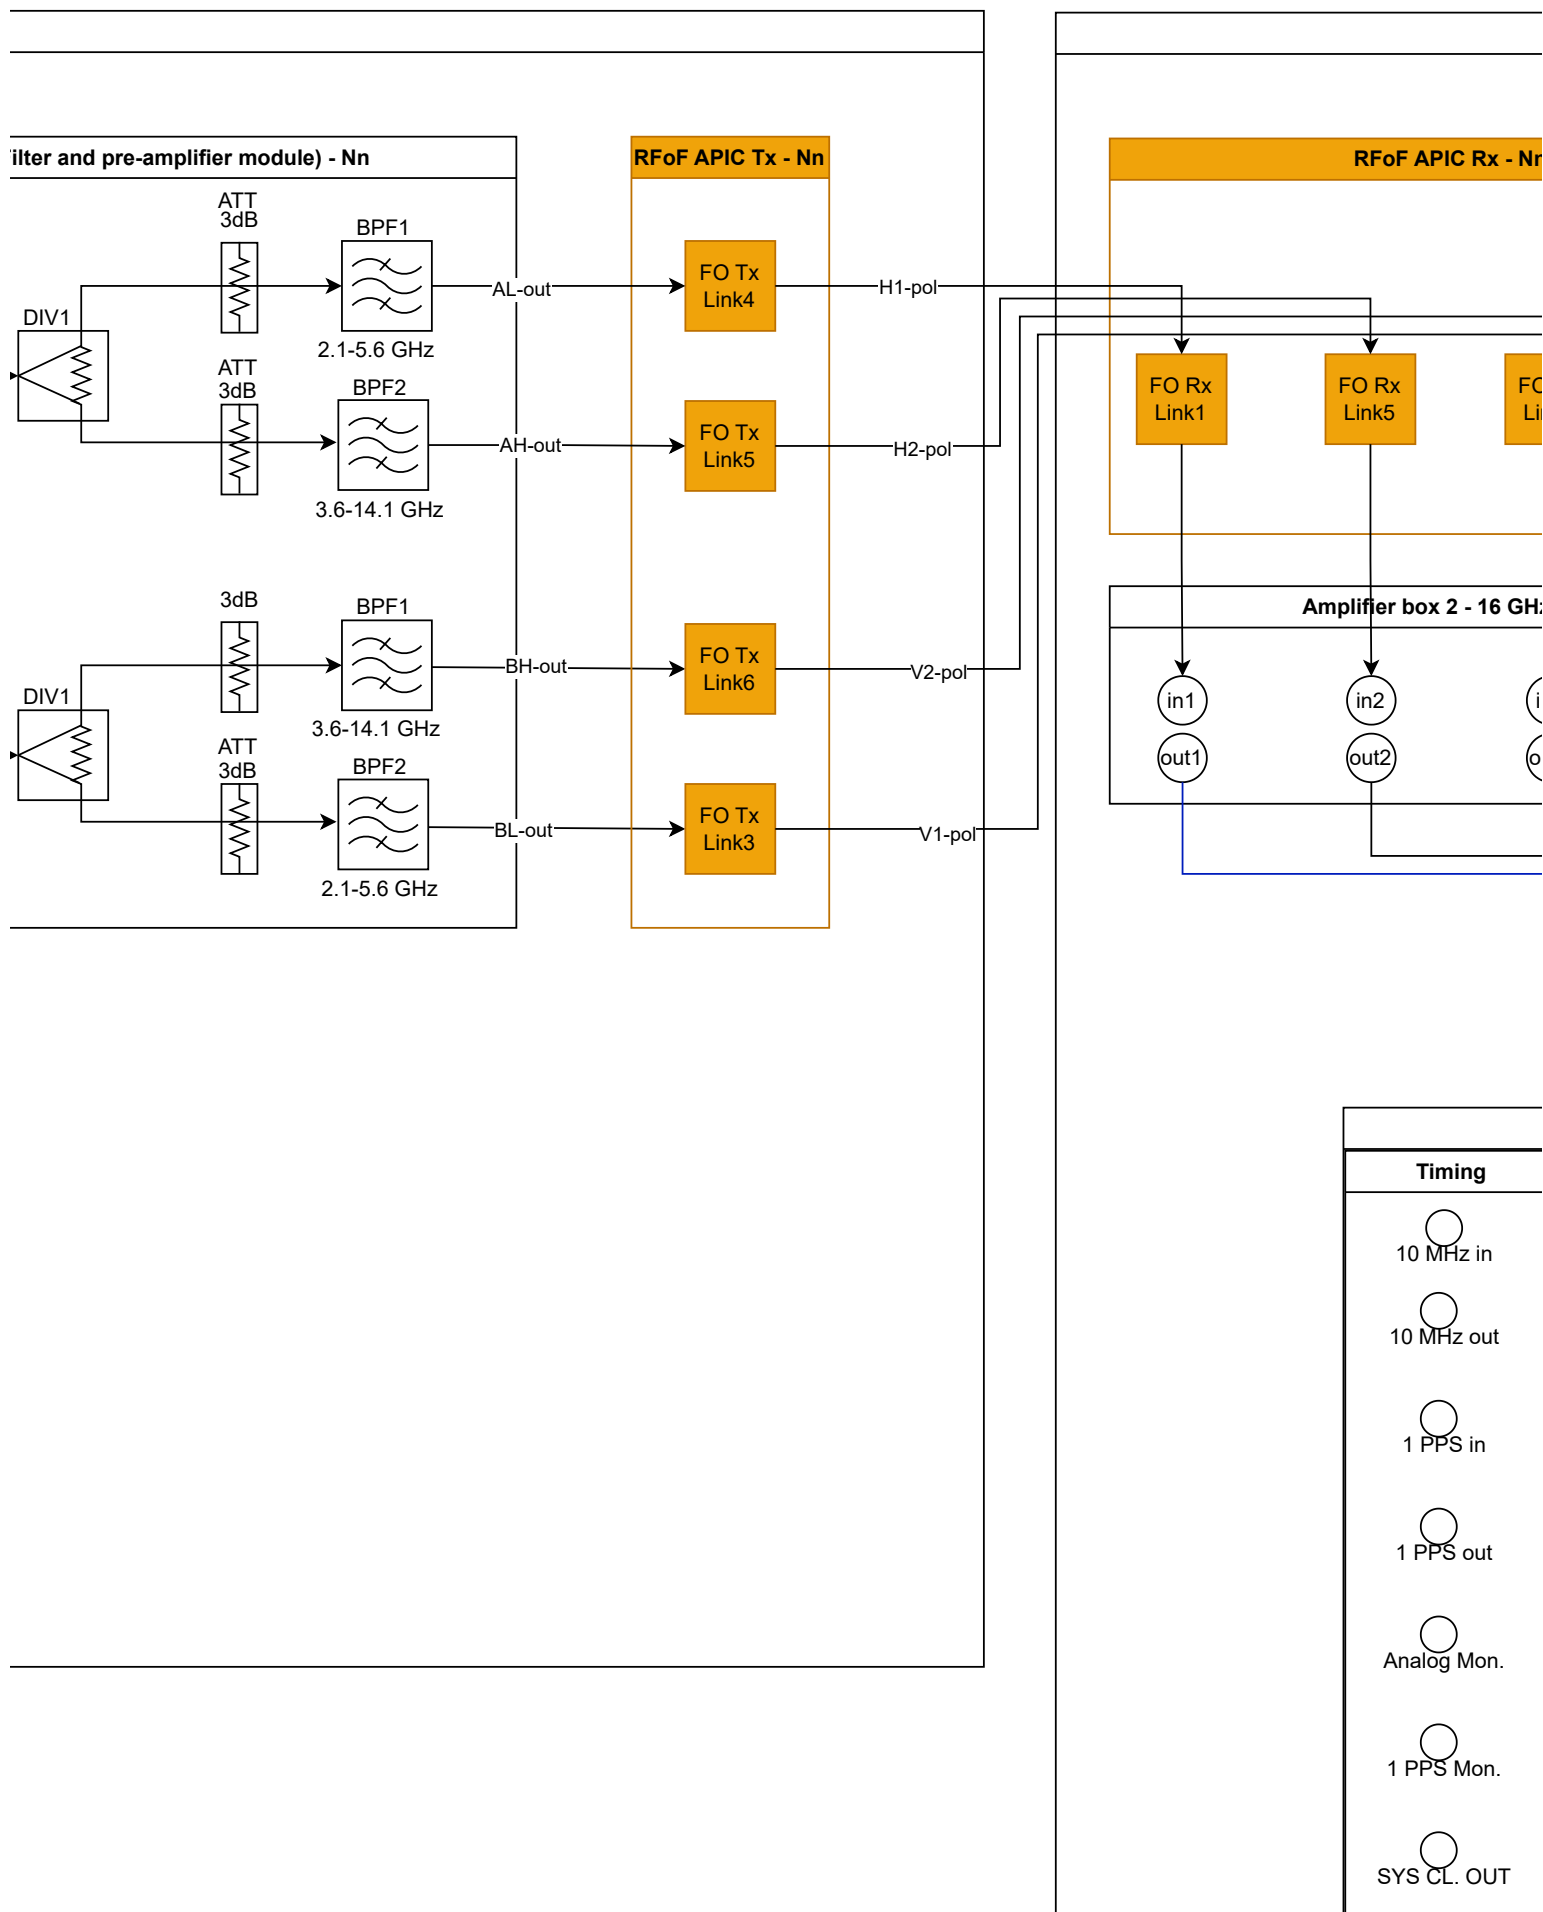 ilter and pre-amplifier module) - Nn
RFoF APIC Tx - Nn
RFoF APIC Rx - Nn
ATT
3dB
BPF1
FO Tx
Link4
AL-out
H1-pol
DIV1
2.1-5.6 GHz
ATT
3dB
BPF2
FO Rx
Link1
FO Rx
Link5
FO Tx
Link5
AH-out
H2-pol
3.6-14.1 GHz
3dB
BPF1
Amplifier box 2 - 16 GHz
FO Tx
Link6
BH-out
V2-pol
DIV1
in1
in2
3.6-14.1 GHz
ATT
3dB
BPF2
out1
out2
FO Tx
Link3
BL-out
V1-pol
2.1-5.6 GHz
Timing
10 MHz in
10 MHz out
1 PPS in
1 PPS out
Analog Mon.
1 PPS Mon.
SYS CL. OUT